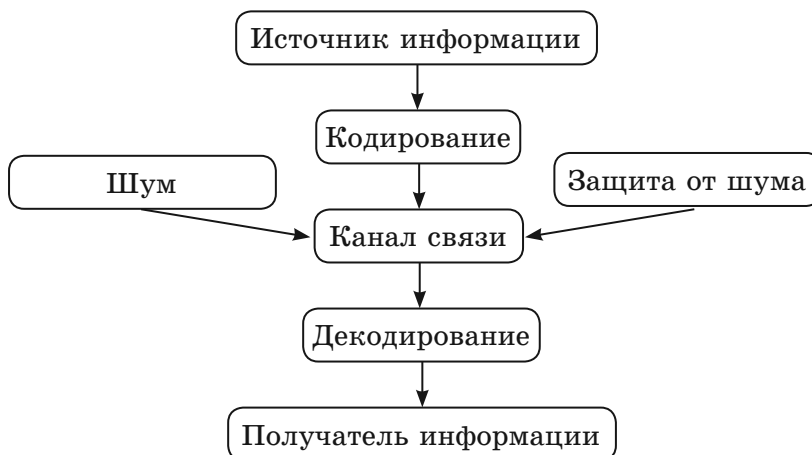 Источник информации
Кодирование
Шум
Защита от шума
Канал связи
Декодирование
Получатель информации